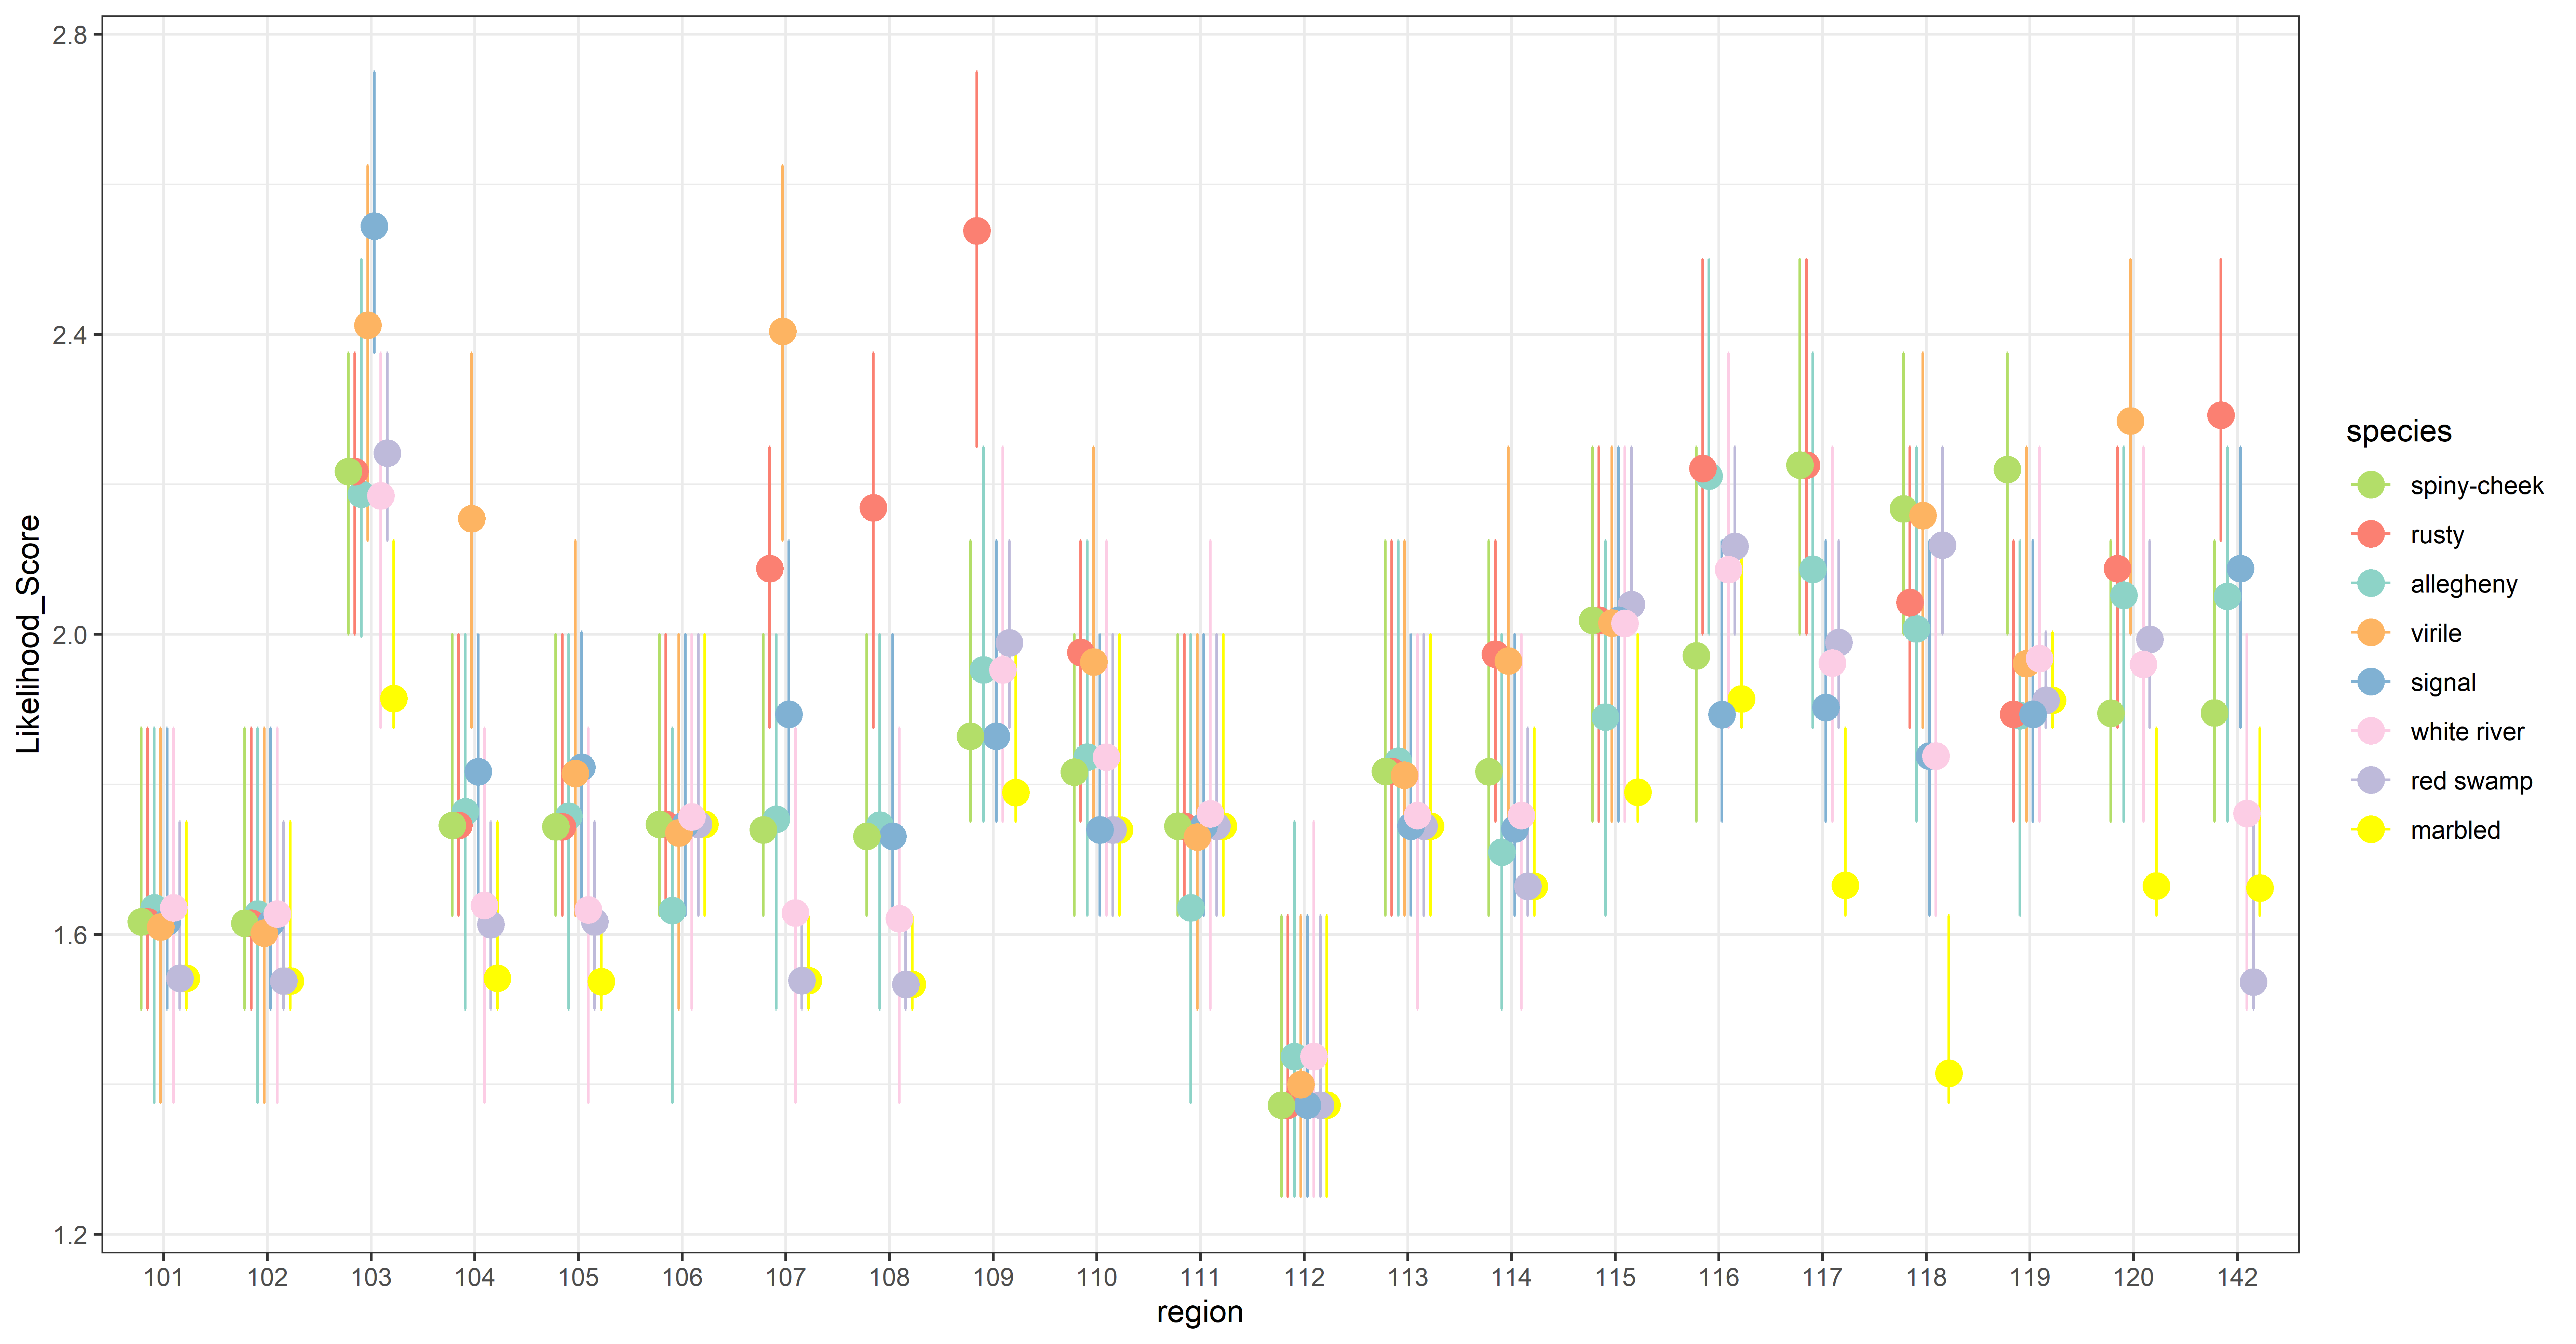 2.8
2.4
2.0
1.6
1.2
Likelihood_Score
101 102 103 104 105 106 107 108 109 110 111 112 113 114 115 116 117 118 119 120 142
region
species
spiny-cheek
rusty
allegheny
virile
signal
white river
red swamp
marbled